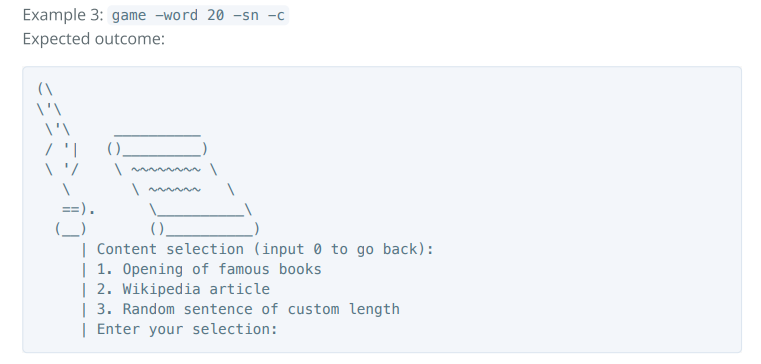 Example 3: game –word 20 –sn –c
Expected outcome:
(\
\'\
 \'\     __________
 / '|   ()_________)
 \ '/    \ ~~~~~~~~ \
   \       \ ~~~~~~   \
   ==).      \__________\
  (__)       ()__________)
     | Content selection (input 0 to go back):
     | 1. Opening of famous books
     | 2. Wikipedia article
     | 3. Random sentence of custom length
     | Enter your selection: